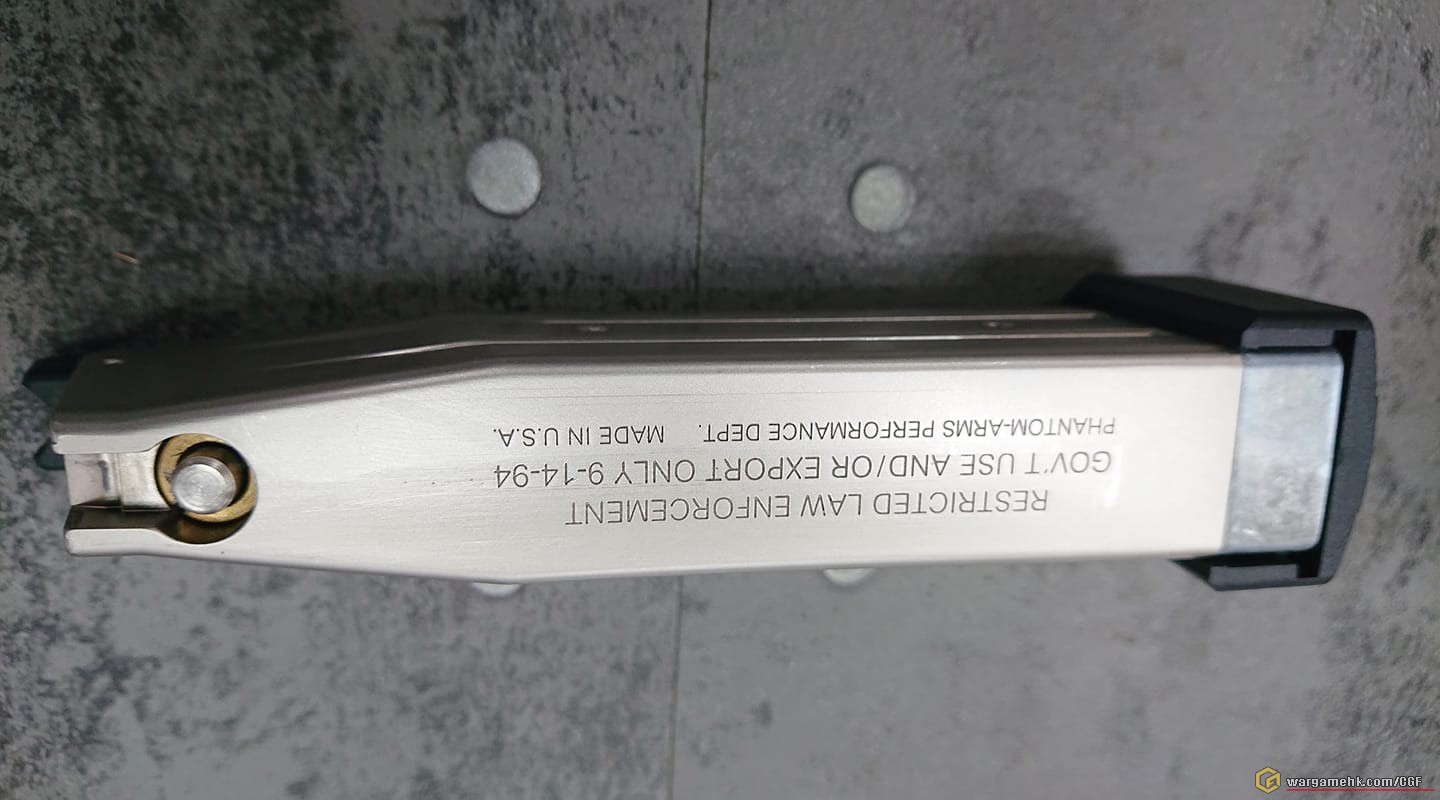 RESTRICTED LAW ENFORCEMENT
GOV'T USE AND/OR EXPORT ONLY 9-14-94
PHANTOM-ARMS PERFORMANCE DEPT. MADE IN U.S.A.
wargamehk.com/CGF